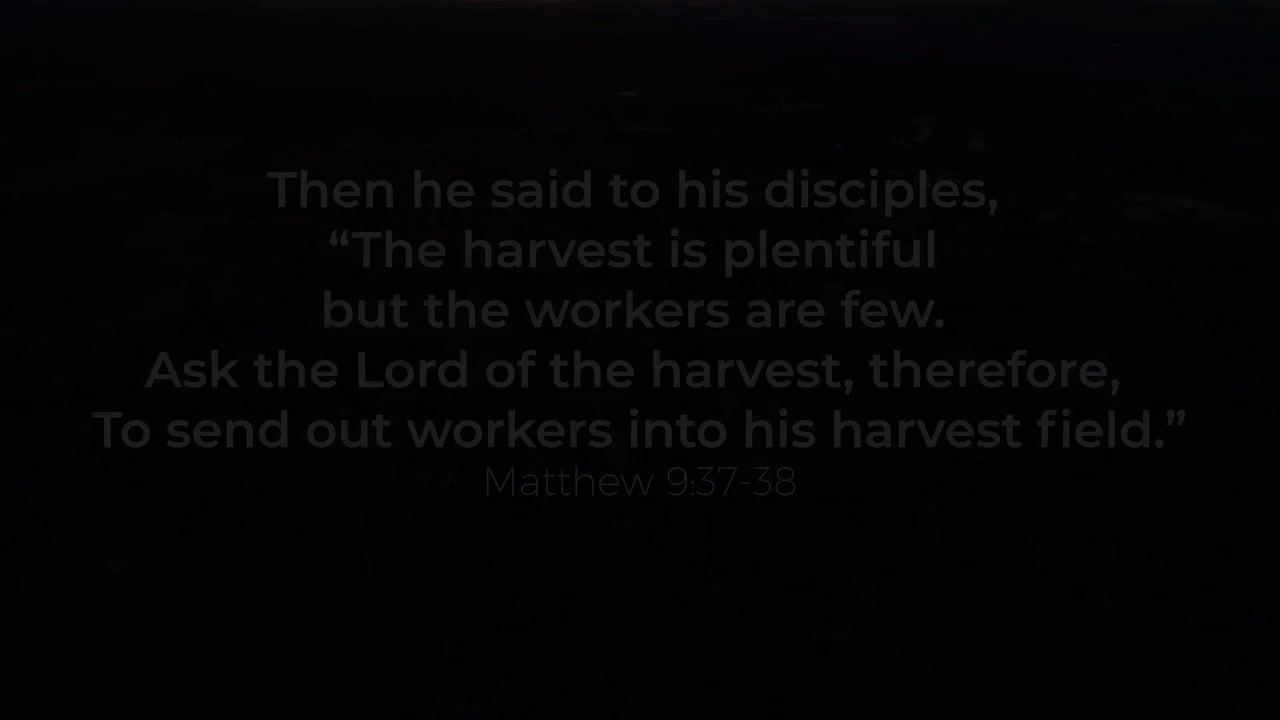 Then he said to his disciples,
“The harvest is plentiful
but the workers are few.
Ask the Lord of the harvest, therefore,
To send out workers into his harvest field.”
Matthew 9:37-38